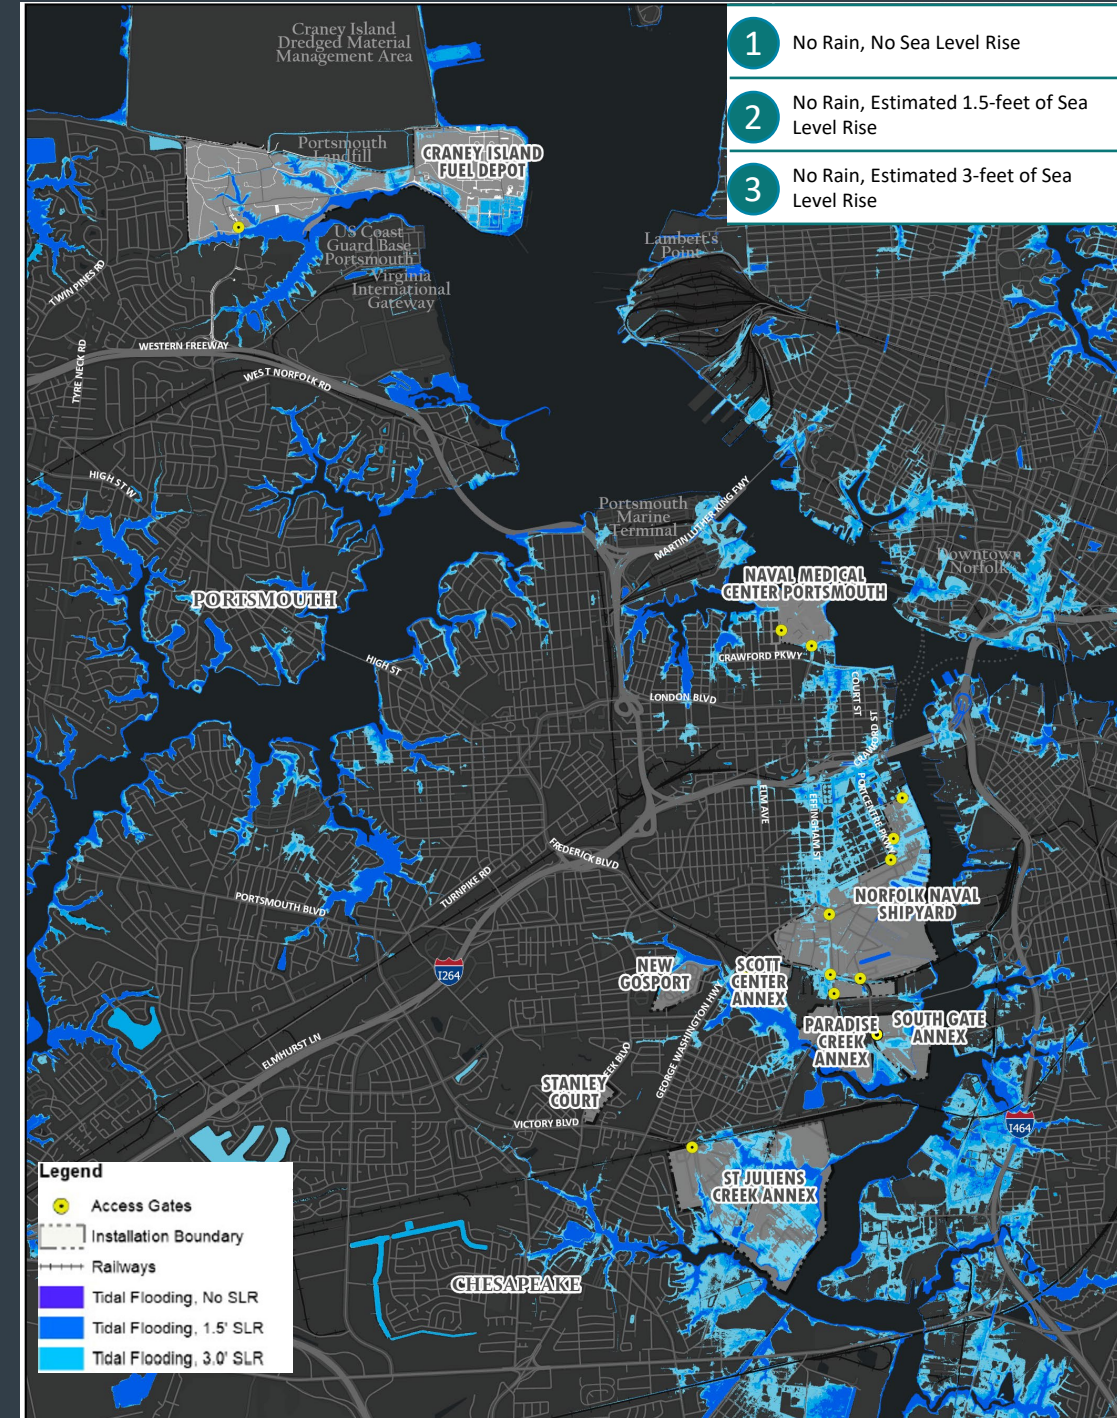 1 No Rain, No Sea Level Rise
2 No Rain, Estimated 1.5-feet of Sea
Level Rise
3 No Rain, Estimated 3-feet of Sea
Level Rise
Craney Island
Dredged Material
Management Area
Portsmouth
Landfill
CRANEY ISLAND
FUEL DEPOT
US Coast
Guard Base
Portsmouth
Virginia
International
Gateway
Lambert's
Point
TWIN PINES RD
TYRE NECK RD
WESTERN FREEWAY
WEST NORFOLK RD
HIGH ST W
Portsmouth
Marine
Terminal
MARTIN LUTHER KING FWY
Downtown
Norfolk
NAVAL MEDICAL
CENTER PORTSMOUTH
PORTSMOUTH
HIGH ST
CRAWFORD PKWY
LONDON BLVD
COURT ST
CRAWFORD ST
ELM AVE
EFFINGHAM ST
PORTCENTRE PKWY
FREDERICK BLVD
TURNPIKE RD
PORTSMOUTH BLVD
NORFOLK NAVAL
SHIPYARD
I264
NEW
GOSPORT
SCOTT
CENTER
ANNEX
GEORGE WASHINGTON HWY
PARADISE
CREEK
ANNEX
SOUTH GATE
ANNEX
ELMHURST LN
STANLEY
COURT
EEK BLVD
VICTORY BLVD
I464
ST JULIENS
CREEK ANNEX
CHESAPEAKE
Legend
Access Gates
Installation Boundary
Railways
Tidal Flooding, No SLR
Tidal Flooding, 1.5' SLR
Tidal Flooding, 3.0' SLR